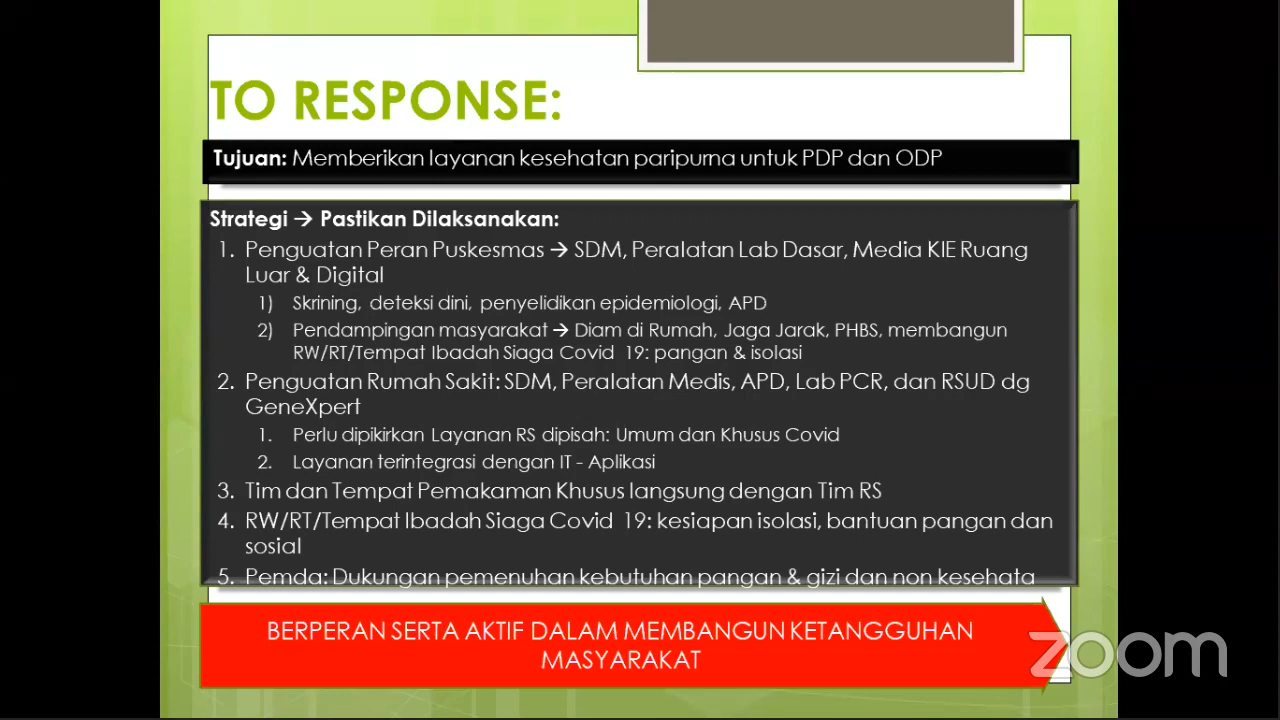 TO RESPONSE:
Tujuan: Memberikan layanan kesehatan paripurna untuk PDP dan ODP
Strategi → Pastikan Dilaksanakan:
1. Penguatan Peran Puskesmas → SDM, Peralatan Lab Dasar, Media KIE Ruang
Luar & Digital
1) Skrining, deteksi dini, penyelidikan epidemiologi, APD
2) Pendampingan masyarakat → Diam di Rumah, Jaga Jarak, PHBS, membangun
RW/RT/Tempat Ibadah Siaga Covid 19: pangan & isolasi
2. Penguatan Rumah Sakit: SDM, Peralatan Medis, APD, Lab PCR, dan RSUD dg
GeneXpert
1. Perlu dipikirkan Layanan RS dipisah: Umum dan Khusus Covid
2. Layanan terintegrasi dengan IT - Aplikasi
3. Tim dan Tempat Pemakaman Khusus langsung dengan Tim RS
4. RW/RT/Tempat Ibadah Siaga Covid 19: kesiapan isolasi, bantuan pangan dan
sosial
5. Pemda: Dukungan pemenuhan kebutuhan pangan & gizi dan non kesehata
BERPERAN SERTA AKTIF DALAM MEMBANGUN KETANGGUHAN
MASYARAKAT
zoom